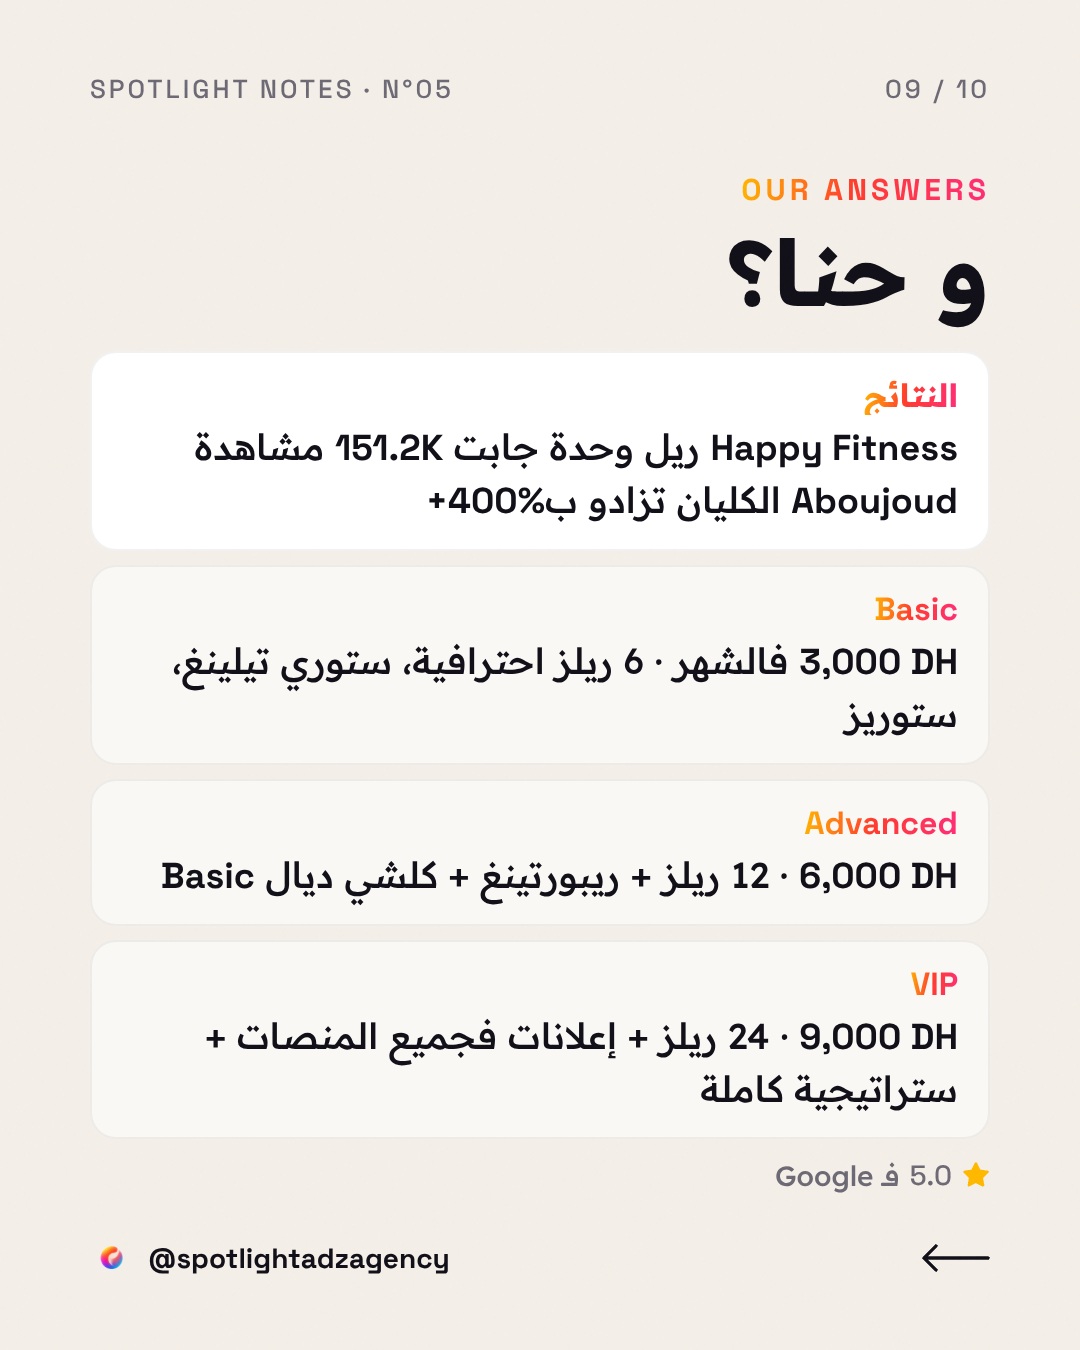 SPOTLIGHT NOTES · N°05
09 / 10
OUR ANSWERS
و حنا؟
النتائج
Happy Fitness ريل وحدة جابت 151.2K مشاهدة
Aboujoud الكليان تزادو ب400%+
Basic
3,000 DH فالشهر · 6 ريلز احترافية، ستوري تيلينغ،
ستوريز
Advanced
6,000 DH · 12 ريلز + ريبورتينغ + كلشي ديال Basic
VIP
9,000 DH · 24 ريلز + إعلانات فجميع المنصات +
ستراتيجية كاملة
5.0 فـ Google
@spotlightadzagency